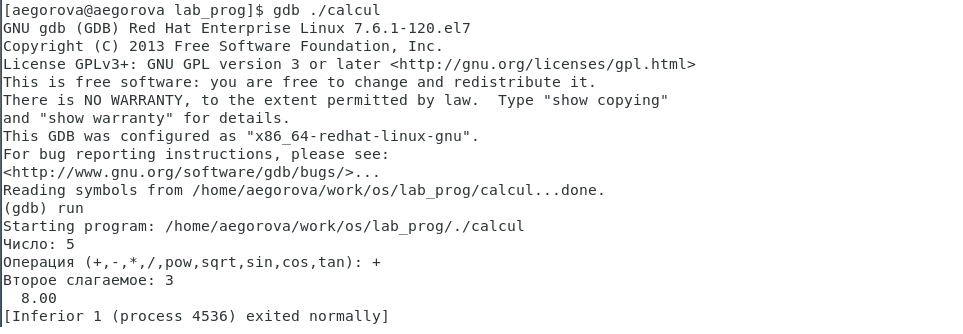 [aegorova@aegorova lab_prog]$ gdb ./calcul
GNU gdb (GDB) Red Hat Enterprise Linux 7.6.1-120.el7
Copyright (C) 2013 Free Software Foundation, Inc.
License GPLv3+: GNU GPL version 3 or later <http://gnu.org/licenses/gpl.html>
This is free software: you are free to change and redistribute it.
There is NO WARRANTY, to the extent permitted by law.  Type "show copying"
and "show warranty" for details.
This GDB was configured as "x86_64-redhat-linux-gnu".
For bug reporting instructions, please see:
<http://www.gnu.org/software/gdb/bugs/>...
Reading symbols from /home/aegorova/work/os/lab_prog/calcul...done.
(gdb) run
Starting program: /home/aegorova/work/os/lab_prog/./calcul
Число: 5
Операция (+,-,*,/,pow,sqrt,sin,cos,tan): +
Второе слагаемое: 3
  8.00
[Inferior 1 (process 4536) exited normally]